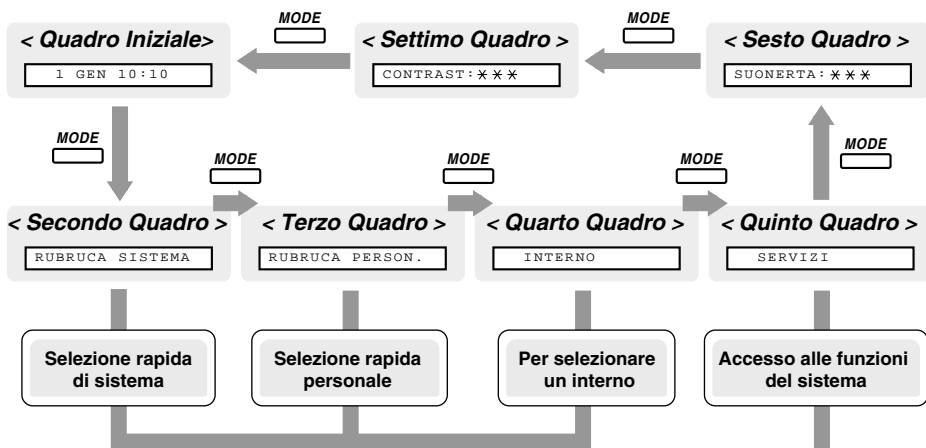 MODE
MODE
< Quadro Iniziale>
< Settimo Quadro >
< Sesto Quadro >
1 GEN 10:10
CONTRAST:***
SUONERTA:***
MODE
MODE
MODE
MODE
MODE
< Secondo Quadro >
< Terzo Quadro >
< Quarto Quadro >
< Quinto Quadro >
RUBRUCA SISTEMA
RUBRUCA PERSON.
INTERNO
SERVIZI
Selezione rapida
di sistema
Selezione rapida
personale
Per selezionare
un interno
Accesso alle funzioni
del sistema